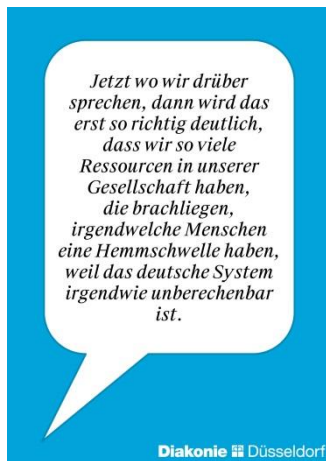 Jetzt wo wir drüber
sprechen, dann wird das
erst so richtig deutlich,
dass wir so viele
Ressourcen in unserer
Gesellschaft haben,
die brachliegen,
irgendwelche Menschen
eine Hemmschwelle haben,
weil das deutsche System
irgendwie unberechenbar
ist.
Diakonie Düsseldorf